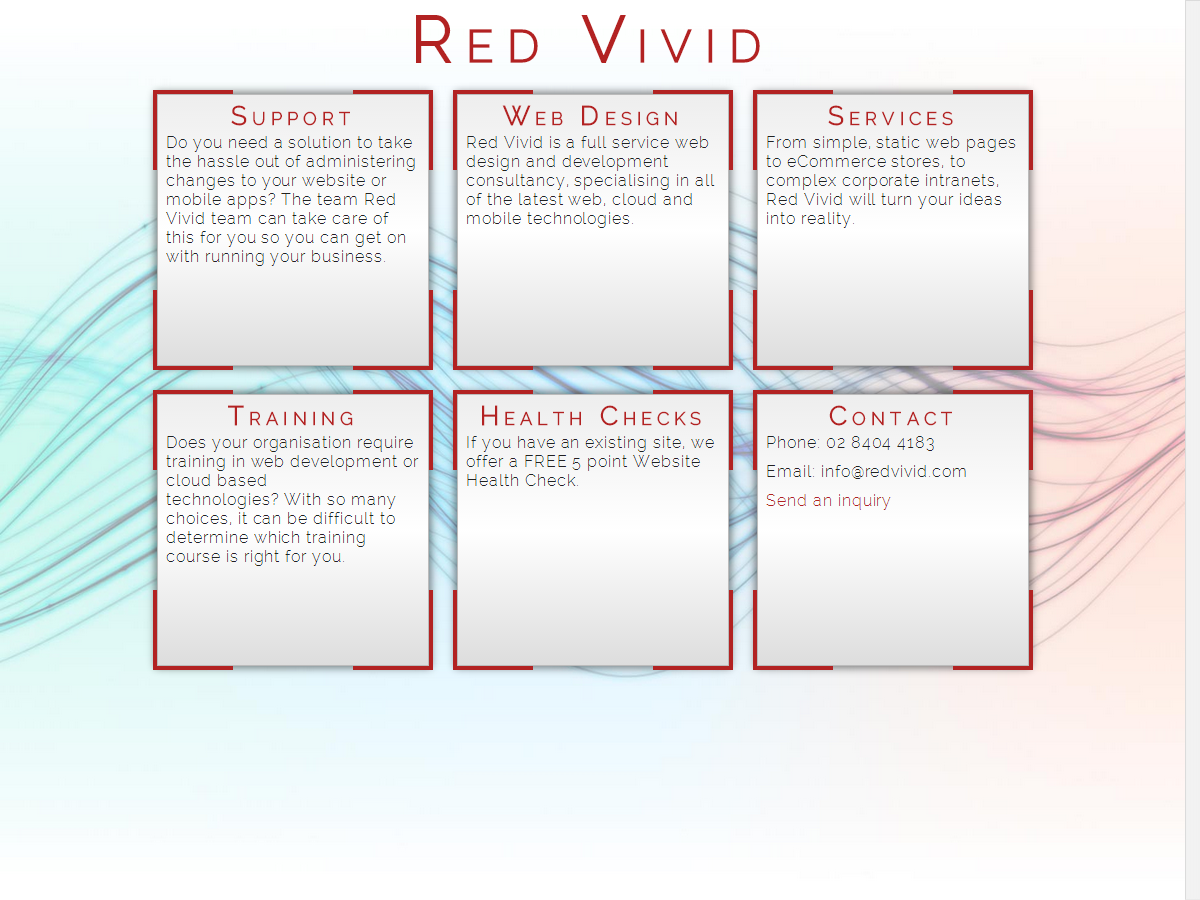 Red Vivid
Support
Do you need a solution to take
the hassle out of administering
changes to your website or
mobile apps? The team Red
Vivid team can take care of
this for you so you can get on
with running your business.
Web Design
Red Vivid is a full service web
design and development
consultancy, specialising in all
of the latest web, cloud and
mobile technologies.
Services
From simple, static web pages
to eCommerce stores, to
complex corporate intranets,
Red Vivid will turn your ideas
into reality.
Training
Does your organisation require
training in web development or
cloud based
technologies? With so many
choices, it can be difficult to
determine which training
course is right for you.
Health Checks
If you have an existing site, we
offer a FREE 5 point Website
Health Check.
Contact
Phone: 02 8404 4183
Email: info@redvivid.com
Send an inquiry